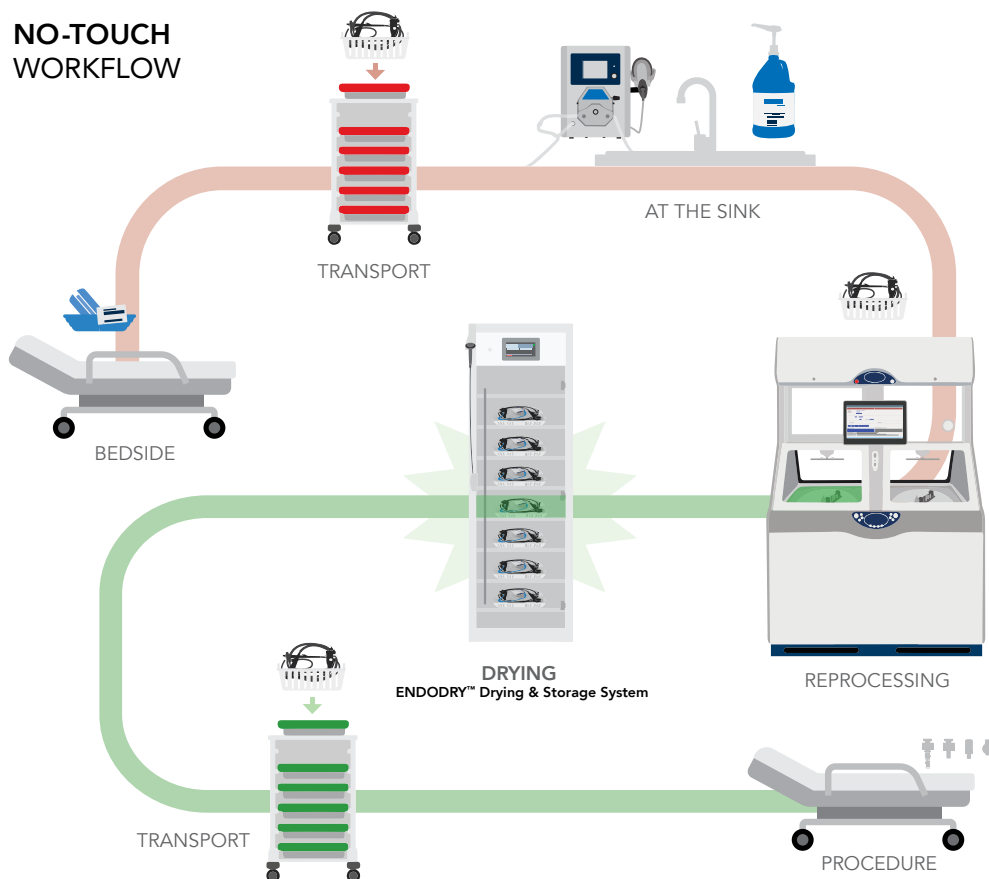 NO-TOUCH
WORKFLOW
TRANSPORT
AT THE SINK
BEDSIDE
DRYING
ENDODRY™ Drying & Storage System
REPROCESSING
TRANSPORT
PROCEDURE